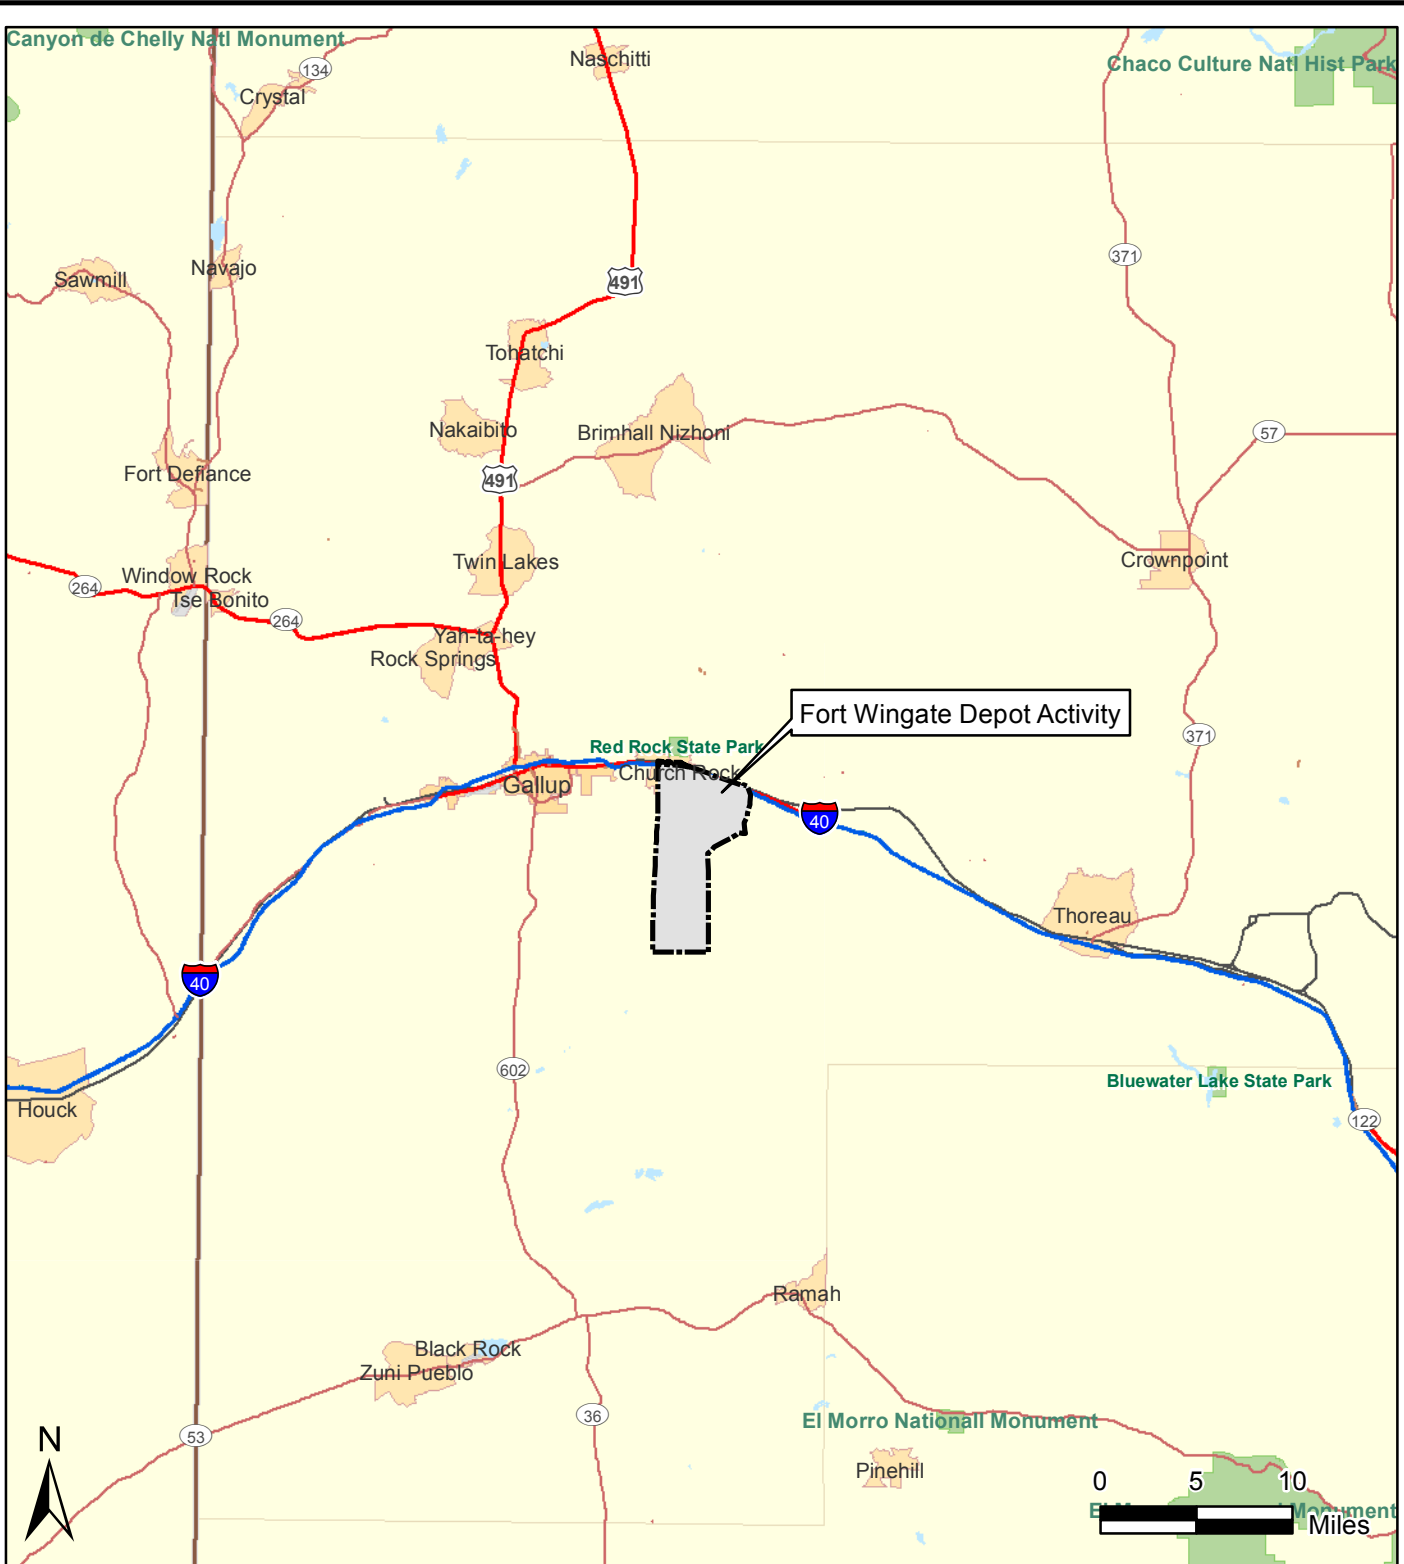 Canyon de Chelly Natl Monument
Naschitti
Chaco Culture Natl Hist Park
134
Crystal
371
Navajo
Sawmill
491
Tohatchi
Nakaibito
Brimhall Nizhoni
57
Fort Defiance
491
Twin Lakes
Crownpoint
Window Rock
264
Tse Bonito
264
Yah-ta-hey
Rock Springs
Fort Wingate Depot Activity
371
Red Rock State Park
Church Rock
Gallup
40
Thoreau
40
602
Bluewater Lake State Park
Houck
122
Ramah
Black Rock
Zuni Pueblo
36
El Morro Nationall Monument
53
N
Pinehill
0 5 10
Monument
Miles